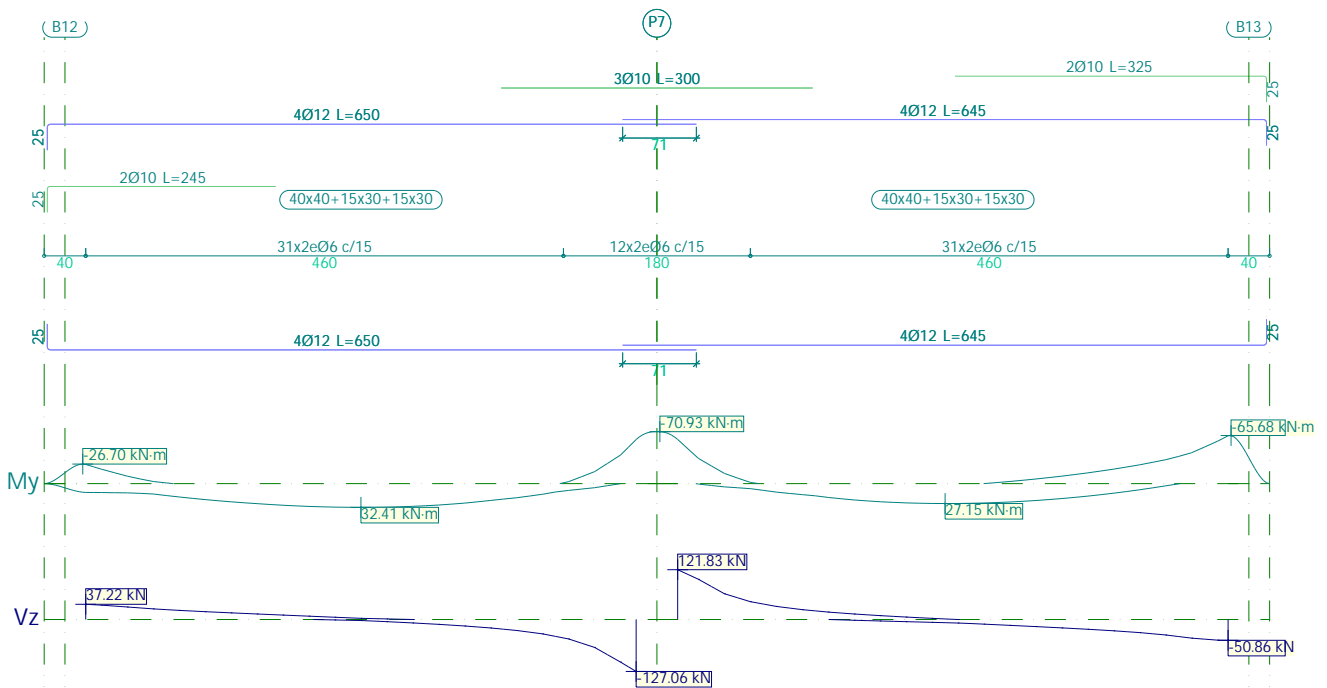 B12
P7
B13
2Ø10 L=325
3Ø10 L=300
25
4Ø12 L=650
4Ø12 L=645
25
25
71
2Ø10 L=245
25
40x40+15x30+15x30
40x40+15x30+15x30
31x2eØ6 c/15
12x2eØ6 c/15
31x2eØ6 c/15
40
460
180
460
40
25
4Ø12 L=650
4Ø12 L=645
25
71
-70.93 kN·m
-65.68 kN·m
-26.70 kN·m
My
32.41 kN·m
27.15 kN·m
121.83 kN
37.22 kN
Vz
-50.86 kN
-127.06 kN